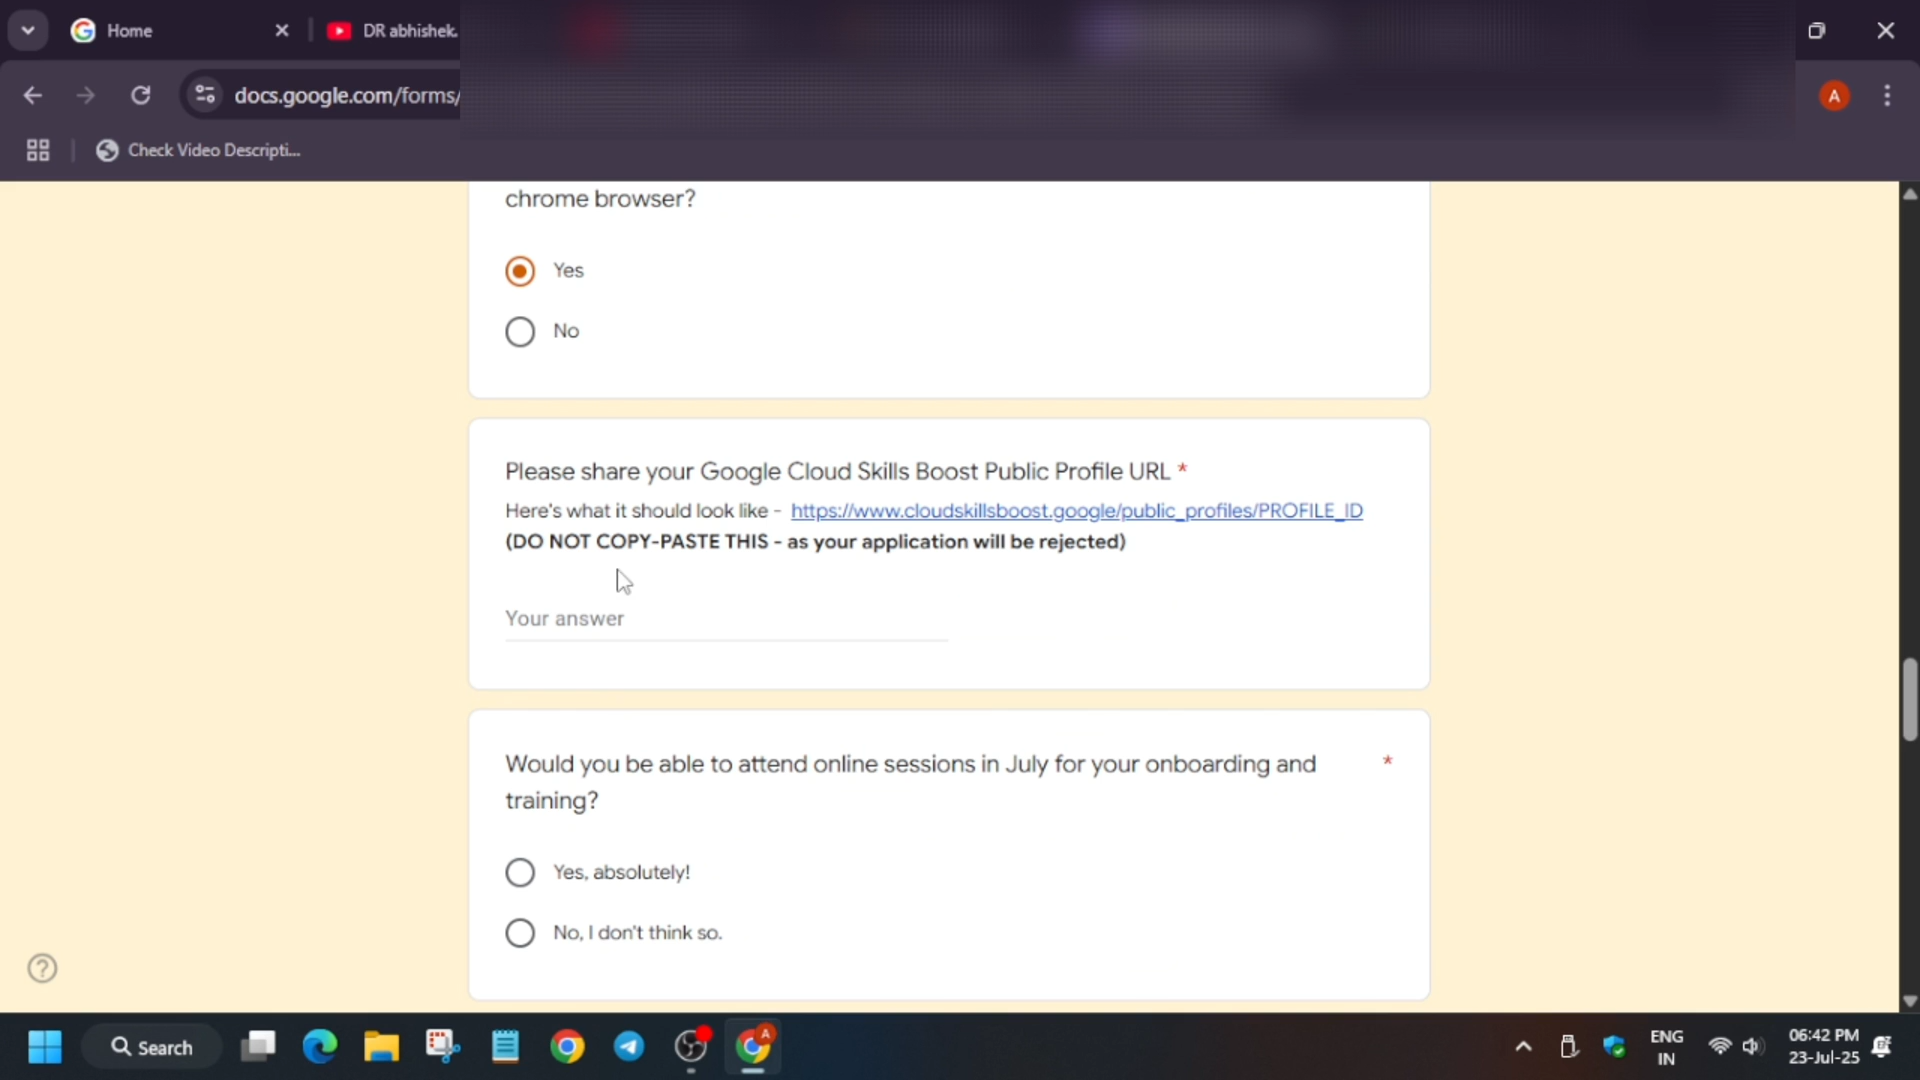 Home
DR abhishek.
docs.google.com/forms/
A
Check Video Descripti...
chrome browser?
Yes
No
Please share your Google Cloud Skills Boost Public Profile URL *
Here's what it should look like - https://www.cloudskillsboost.google/public_profiles/PROFILE_ID
(DO NOT COPY-PASTE THIS - as your application will be rejected)
Your answer
Would you be able to attend online sessions in July for your onboarding and *
training?
Yes, absolutely!
No, I don't think so.
Search
A
ENG
IN
06:42 PM
23-Jul-25